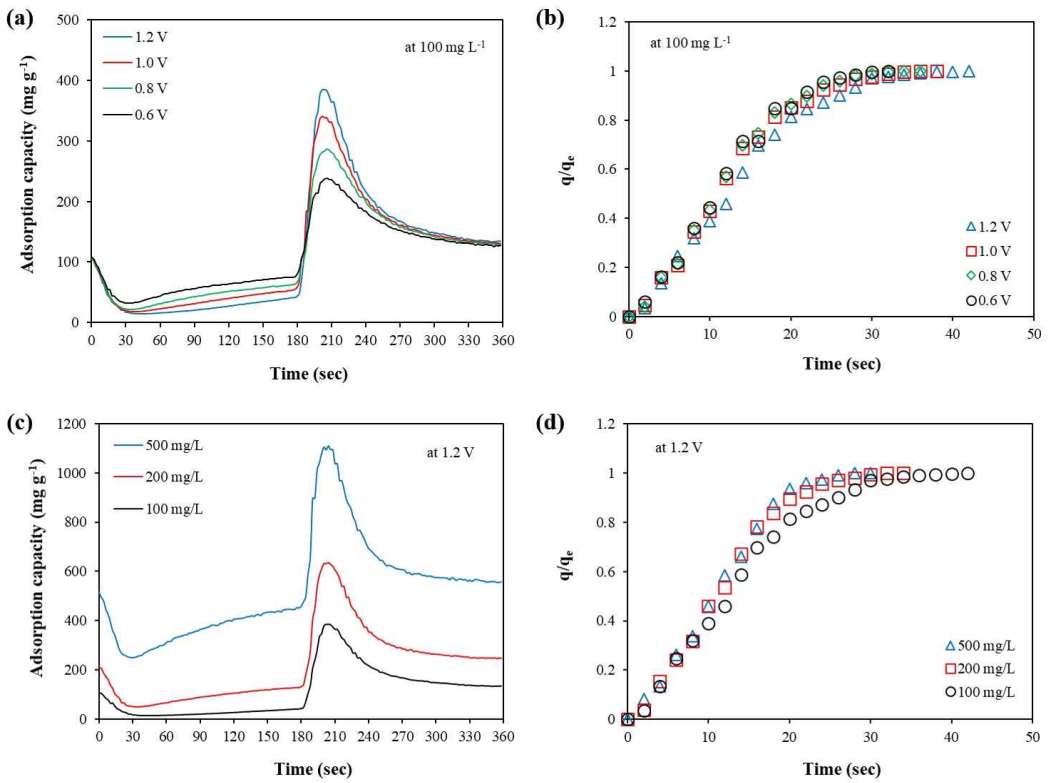 (a)
500
400
300
200
100
0
Adsorption capacity (mg g⁻¹)
1.2 V
1.0 V
0.8 V
0.6 V
at 100 mg L⁻¹
0 30 60 90 120 150 180 210 240 270 300 330 360
Time (sec)
(b)
1.2
1
0.8
0.6
0.4
0.2
0
q/qₑ
at 100 mg L⁻¹
1.2 V
1.0 V
0.8 V
0.6 V
0 10 20 30 40 50
Time (sec)
(c)
1200
1000
800
600
400
200
0
Adsorption capacity (mg g⁻¹)
500 mg/L
200 mg/L
100 mg/L
at 1.2 V
0 30 60 90 120 150 180 210 240 270 300 330 360
Time (sec)
(d)
1.2
1
0.8
0.6
0.4
0.2
0
q/qₑ
at 1.2 V
500 mg/L
200 mg/L
100 mg/L
0 10 20 30 40 50
Time (sec)